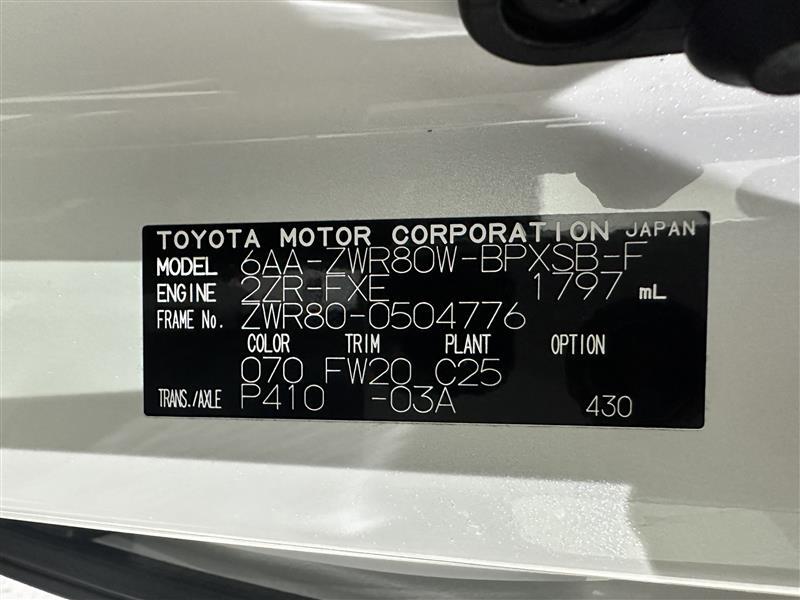 TOYOTA MOTOR CORPORATION JAPAN
MODEL 6AA-ZWR80W-BPXSB-F
ENGINE 2ZR-FXE 1797 mL
FRAME No. ZWR80-0504776
COLOR TRIM PLANT OPTION
070 FW20 C25
TRANS./AXLE P410 -03A 430